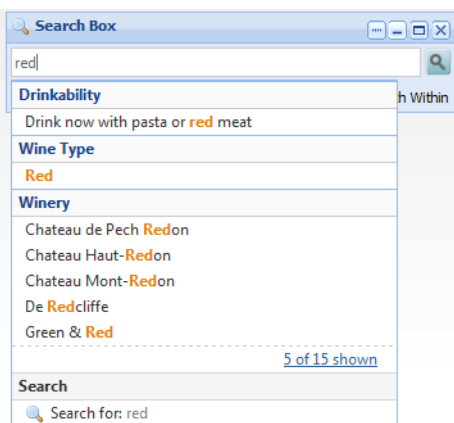 Search Box
red
h Within
Drinkability
Drink now with pasta or red meat
Wine Type
Red
Winery
Chateau de Pech Redon
Chateau Haut-Redon
Chateau Mont-Redon
De Redcliffe
Green & Red
5 of 15 shown
Search
Search for: red